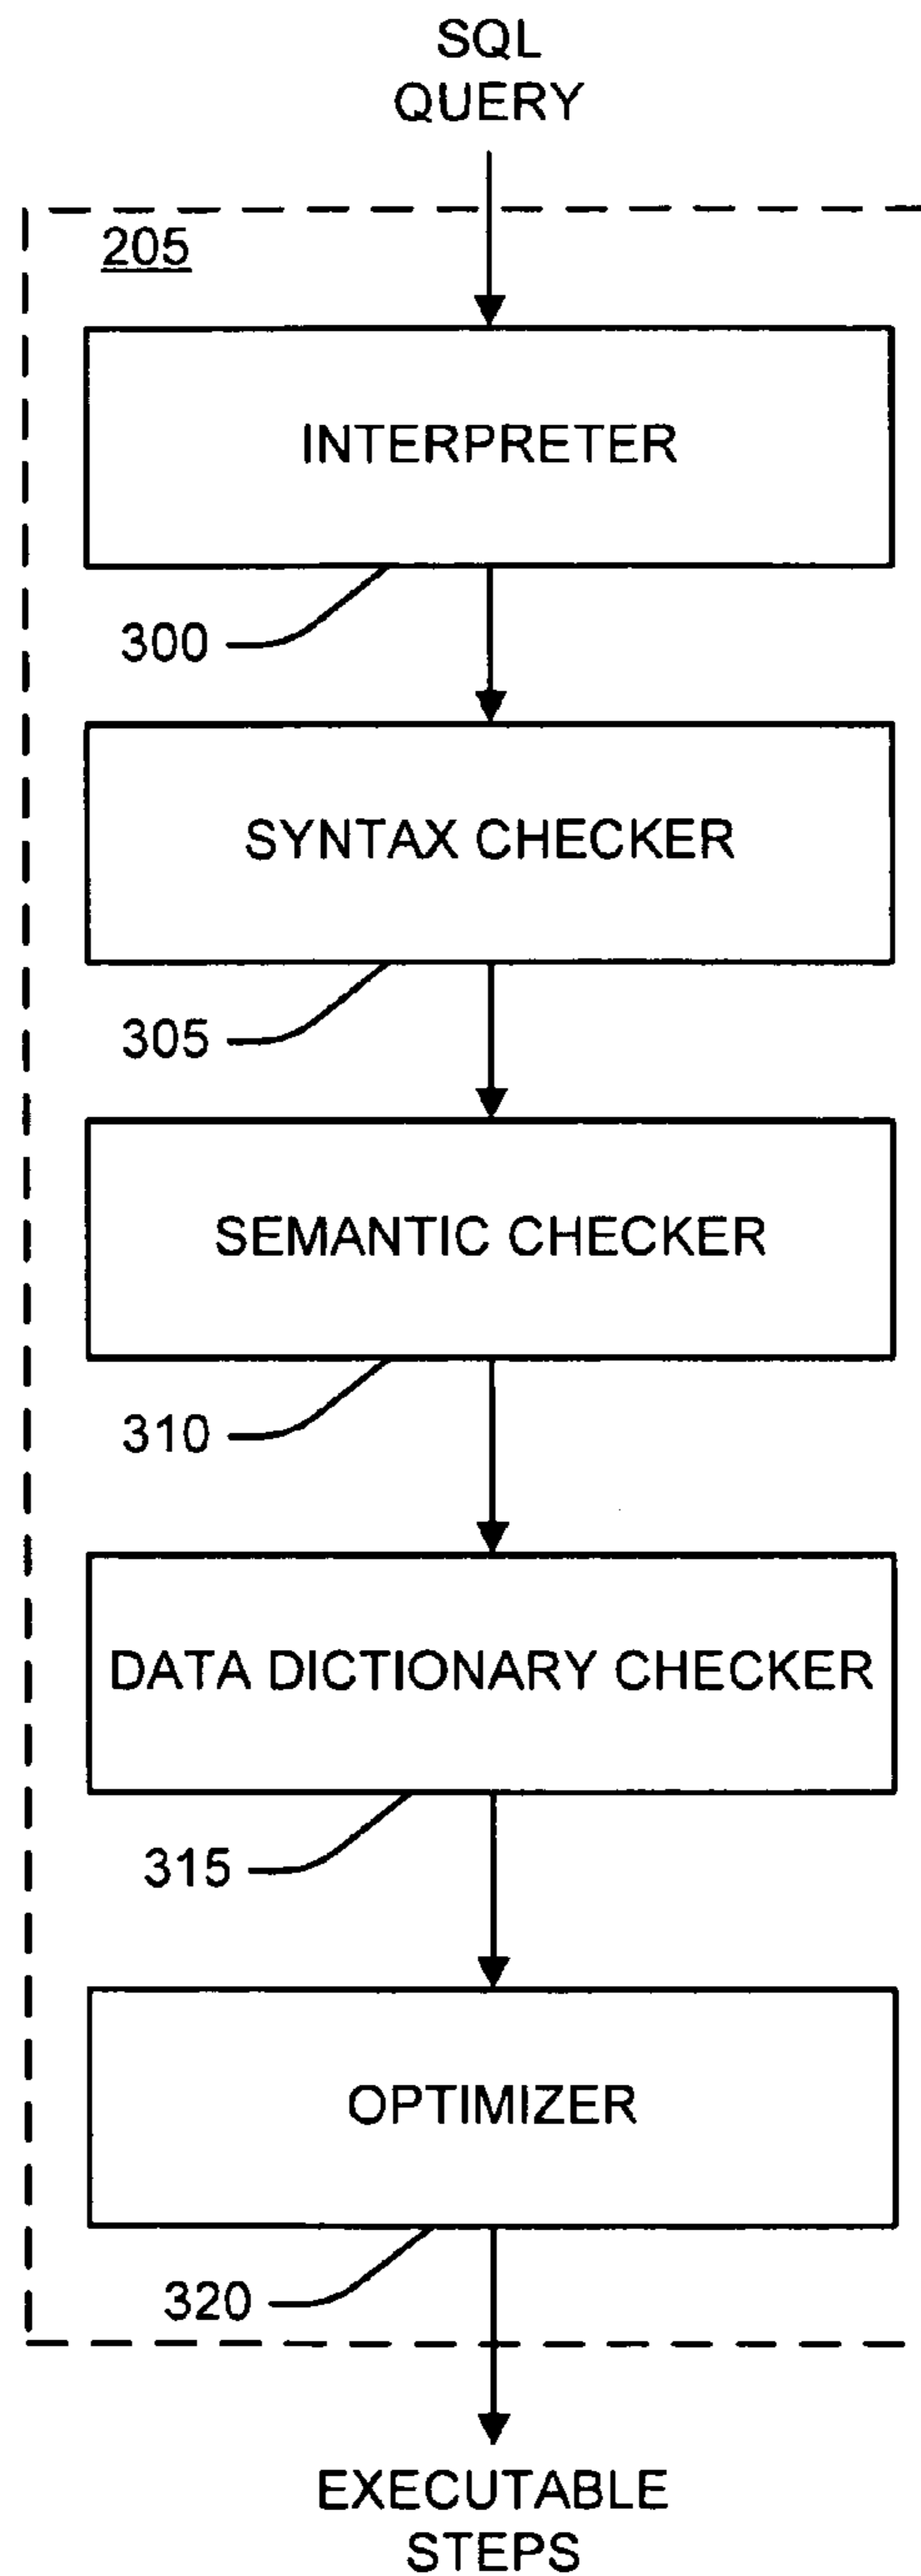 SQL
QUERY
205
INTERPRETER
300
SYNTAX CHECKER
305
SEMANTIC CHECKER
310
DATA DICTIONARY CHECKER
315
OPTIMIZER
320
EXECUTABLE
STEPS